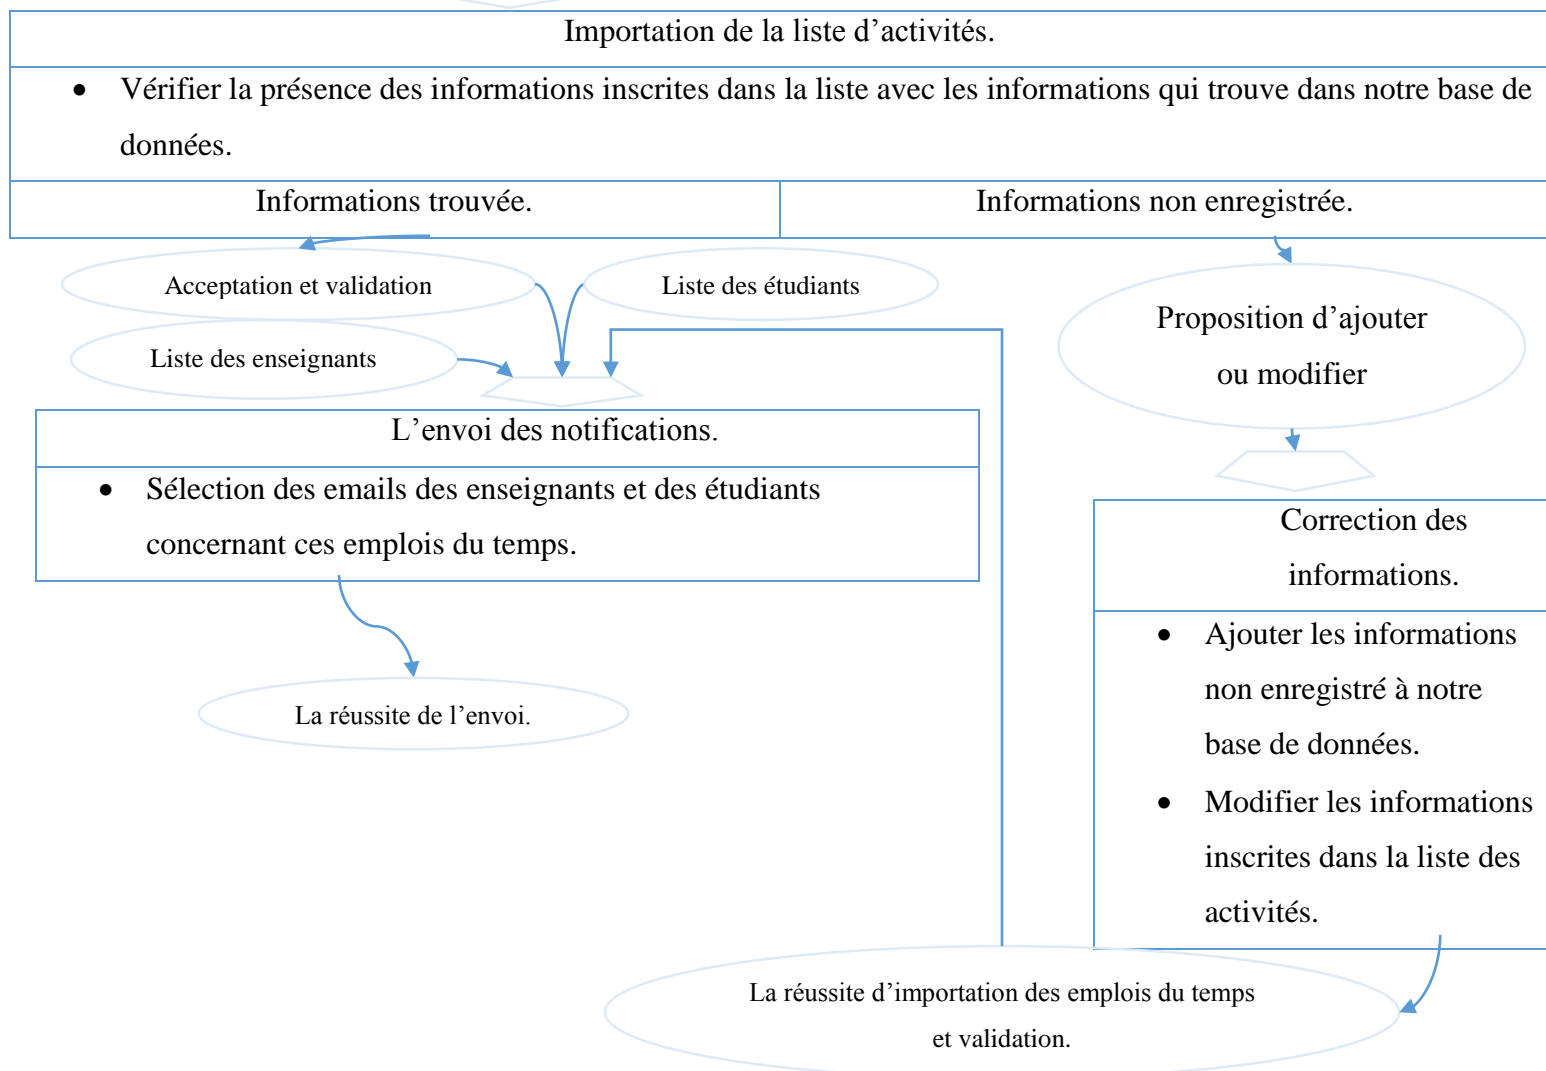 Importation de la liste d’activités.
• Vérifier la présence des informations inscrites dans la liste avec les informations qui trouve dans notre base de
données.
Informations trouvée.
Informations non enregistrée.
Acceptation et validation
Liste des étudiants
Liste des enseignants
Proposition d’ajouter
ou modifier
L’envoi des notifications.
• Sélection des emails des enseignants et des étudiants
concernant ces emplois du temps.
La réussite de l’envoi.
Correction des
informations.
• Ajouter les informations
non enregistré à notre
base de données.
• Modifier les informations
inscrites dans la liste des
activités.
La réussite d’importation des emplois du temps
et validation.